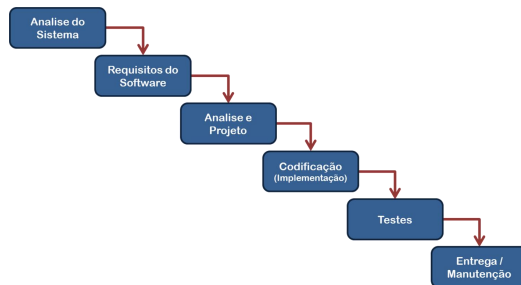 Analise do
Sistema
Requisitos do
Software
Analise e
Projeto
Codificação
(Implementação)
Testes
Entrega /
Manutenção